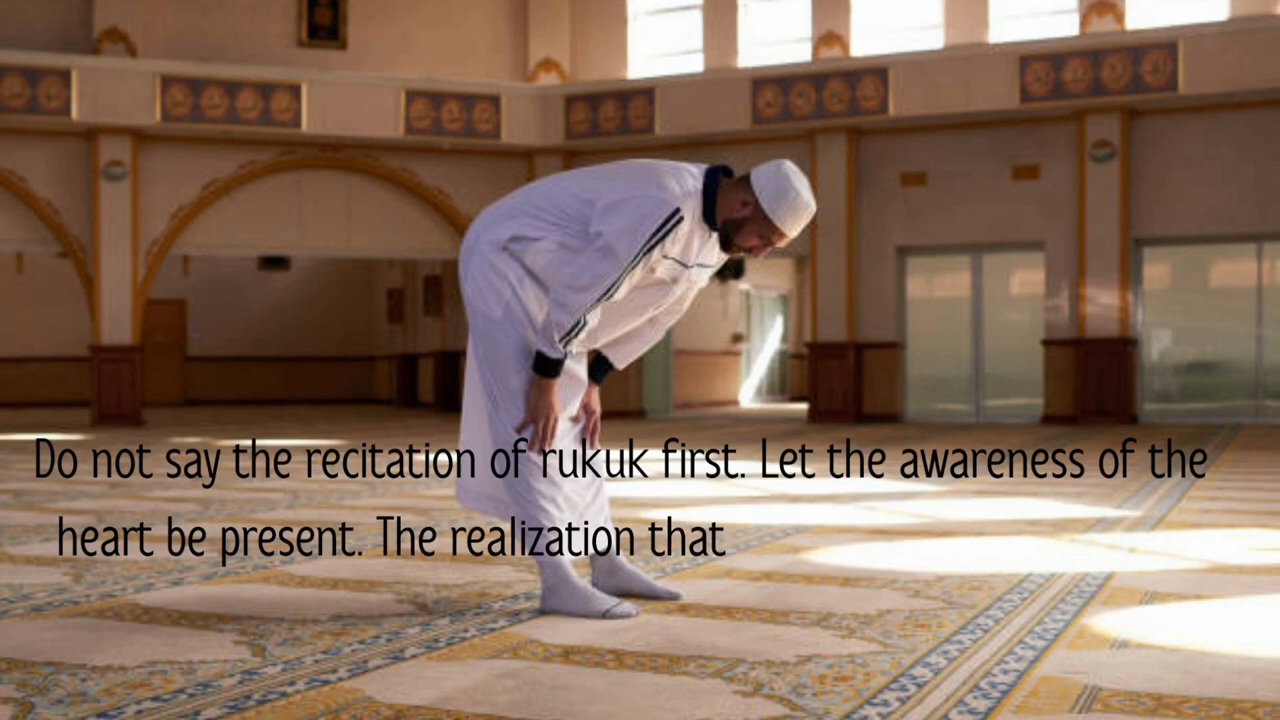 Do not say the recitation of rukuk first. Let the awareness of the
heart be present. The realization that